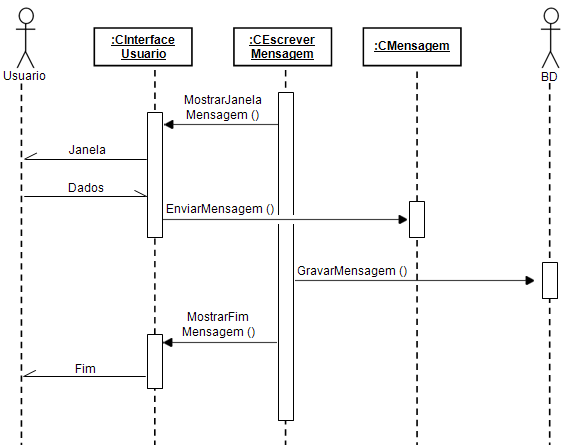 :CInterface
Usuario
:CEscrever
Mensagem
:CMensagem
Usuario
BD
MostrarJanela
Mensagem ()
Janela
Dados
EnviarMensagem ()
GravarMensagem ()
MostrarFim
Mensagem ()
Fim